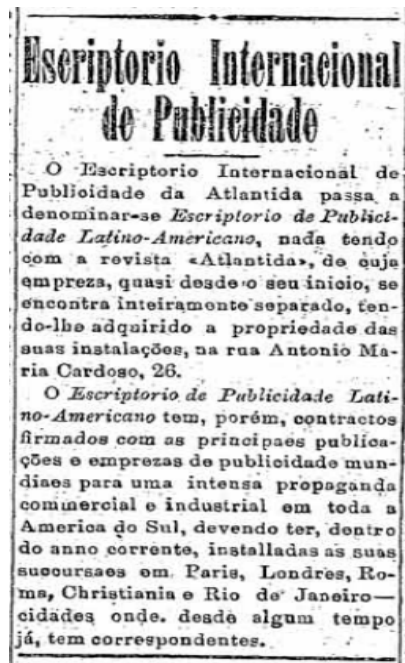 Escriptorio Internacional
de Publicidade
O Escriptorio Internacional de
Publicidade da Atlantida passa a
denominar-se Escriptorio de Publici-
dade Latino-Americano, nada tendo
com a revista «Atlantida», de cuja
empreza, quasi desde o seu inicio, se
encontra inteiramente separado, ten-
do-lhe adquirido a propriedade das
suas instalações, na rua Antonio Ma-
ria Cardoso, 26.
O Escriptorio de Publicidade Lati-
no-Americano tem, porém, contractos
firmados com as principaes publica-
ções e emprezas de publicidade mun-
diaes para uma intensa propaganda
commercial e industrial em toda a
America do Sul, devendo ter, dentro
do anno corrente, installadas as suas
succursaes em Paris, Londres, Ro-
ma, Christiania e Rio de Janeiro—
cidades onde. desde algum tempo
já, tem correspondentes.